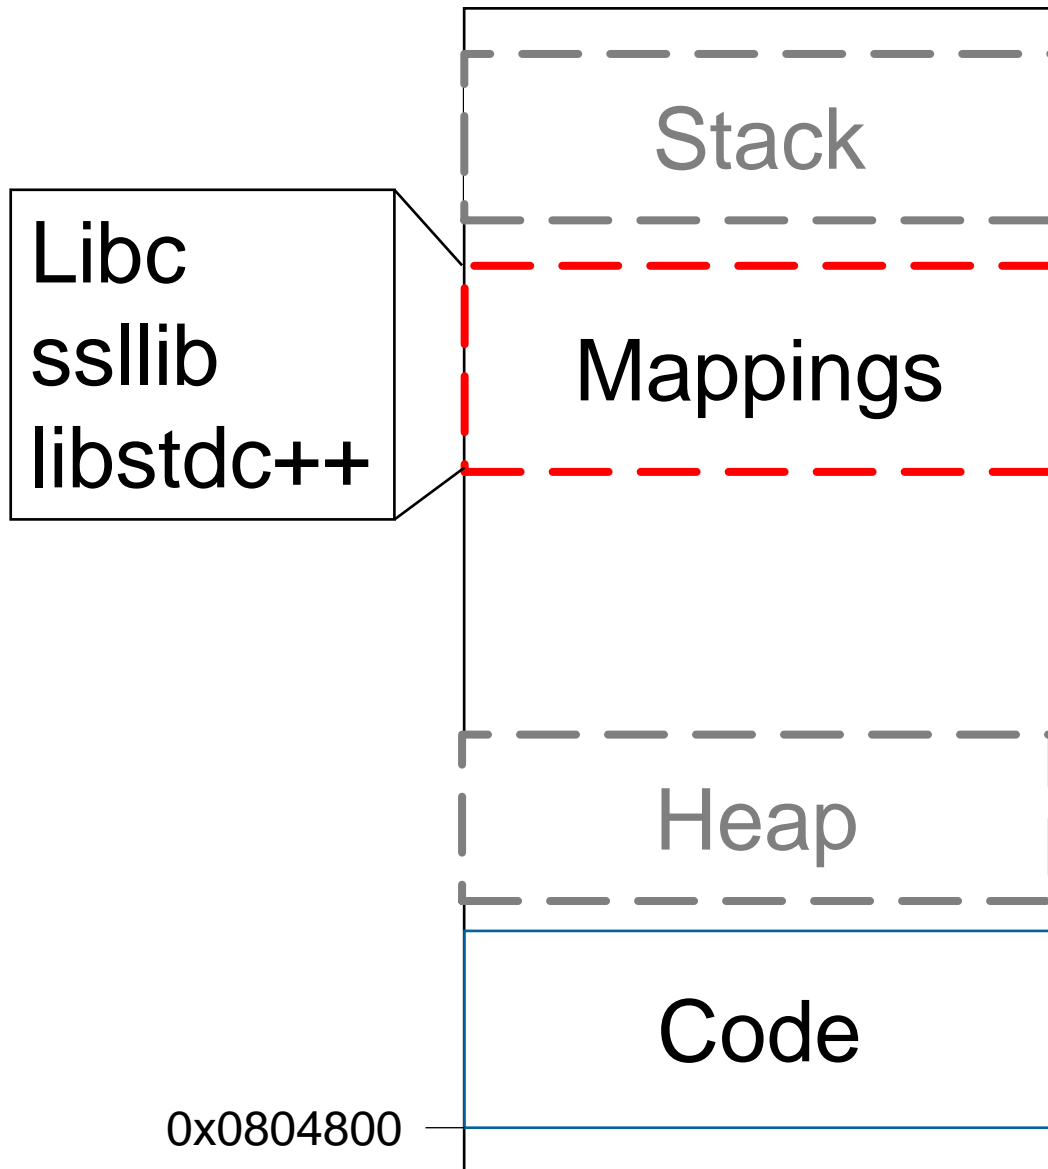 Stack
Libc
ssllib
libstdc++
Mappings
Heap
Code
0x0804800